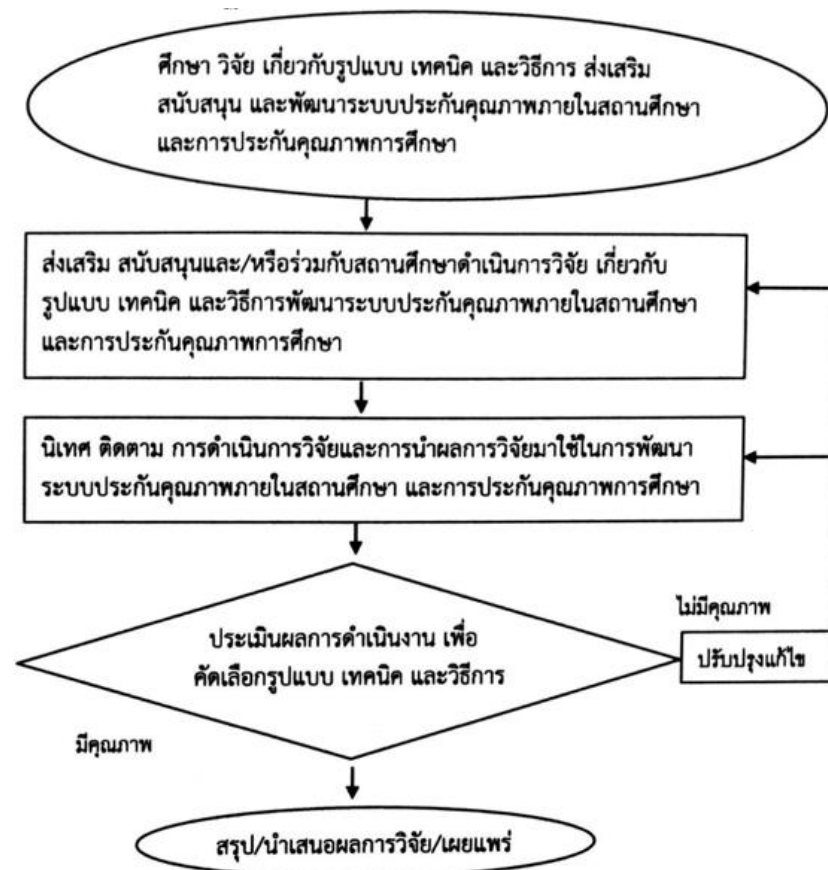 ศึกษา วิจัย เกี่ยวกับรูปแบบ เทคนิค และวิธีการ ส่งเสริม
สนับสนุน และพัฒนาระบบประกันคุณภาพภายในสถานศึกษา
และการประกันคุณภาพการศึกษา
ส่งเสริม สนับสนุนและ/หรือร่วมกับสถานศึกษาดำเนินการวิจัย เกี่ยวกับ
รูปแบบ เทคนิค และวิธีการพัฒนาระบบประกันคุณภาพภายในสถานศึกษา
และการประกันคุณภาพการศึกษา
นิเทศ ติดตาม การดำเนินการวิจัยและการนำผลการวิจัยมาใช้ในการพัฒนา
ระบบประกันคุณภาพภายในสถานศึกษา และการประกันคุณภาพการศึกษา
ประเมินผลการดำเนินงาน เพื่อ
คัดเลือกรูปแบบ เทคนิค และวิธีการ
ไม่มีคุณภาพ
ปรับปรุงแก้ไข
มีคุณภาพ
สรุป/นำเสนอผลการวิจัย/เผยแพร่